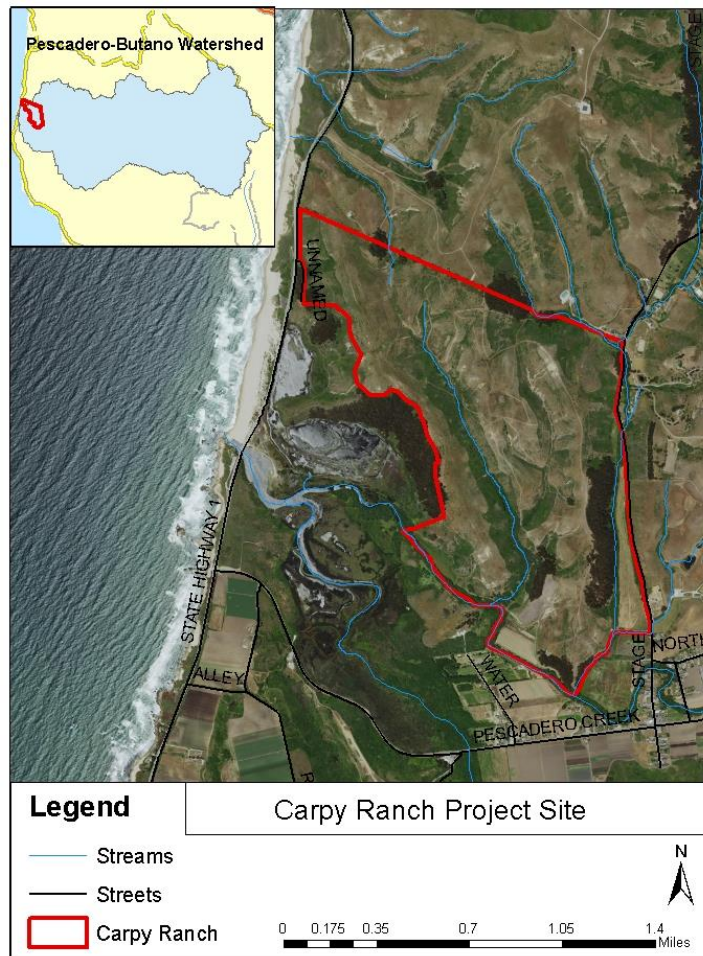 Pescadero-Butano Watershed
STAGE
UNNAMED
STATE HIGHWAY 1
ALLEY
WATER
STAGE
NORTH
PESCADERO CREEK
R
Legend
Carpy Ranch Project Site
Streams
Streets
Carpy Ranch
N
0 0.175 0.35 0.7 1.05 1.4
Miles